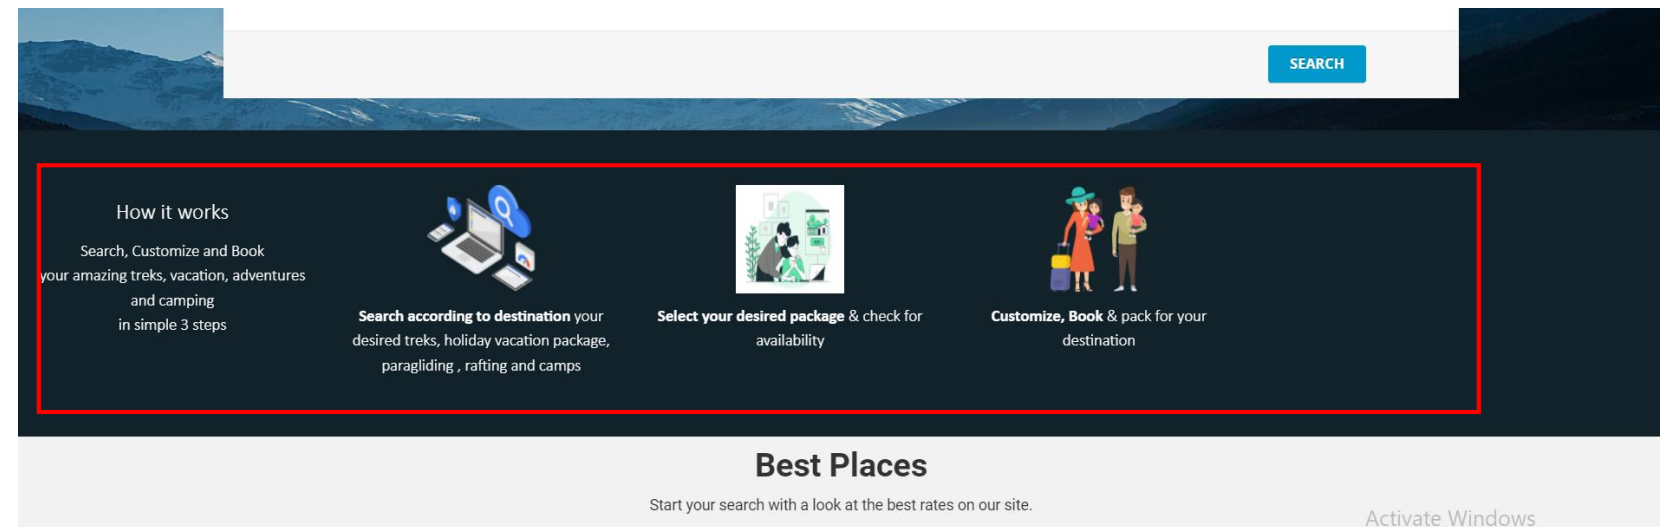 SEARCH
How it works
Search, Customize and Book
your amazing treks, vacation, adventures
and camping
in simple 3 steps
Search according to destination your
desired treks, holiday vacation package,
paragliding , rafting and camps
Select your desired package & check for
availability
Customize, Book & pack for your
destination
Best Places
Start your search with a look at the best rates on our site.
Activate Windows